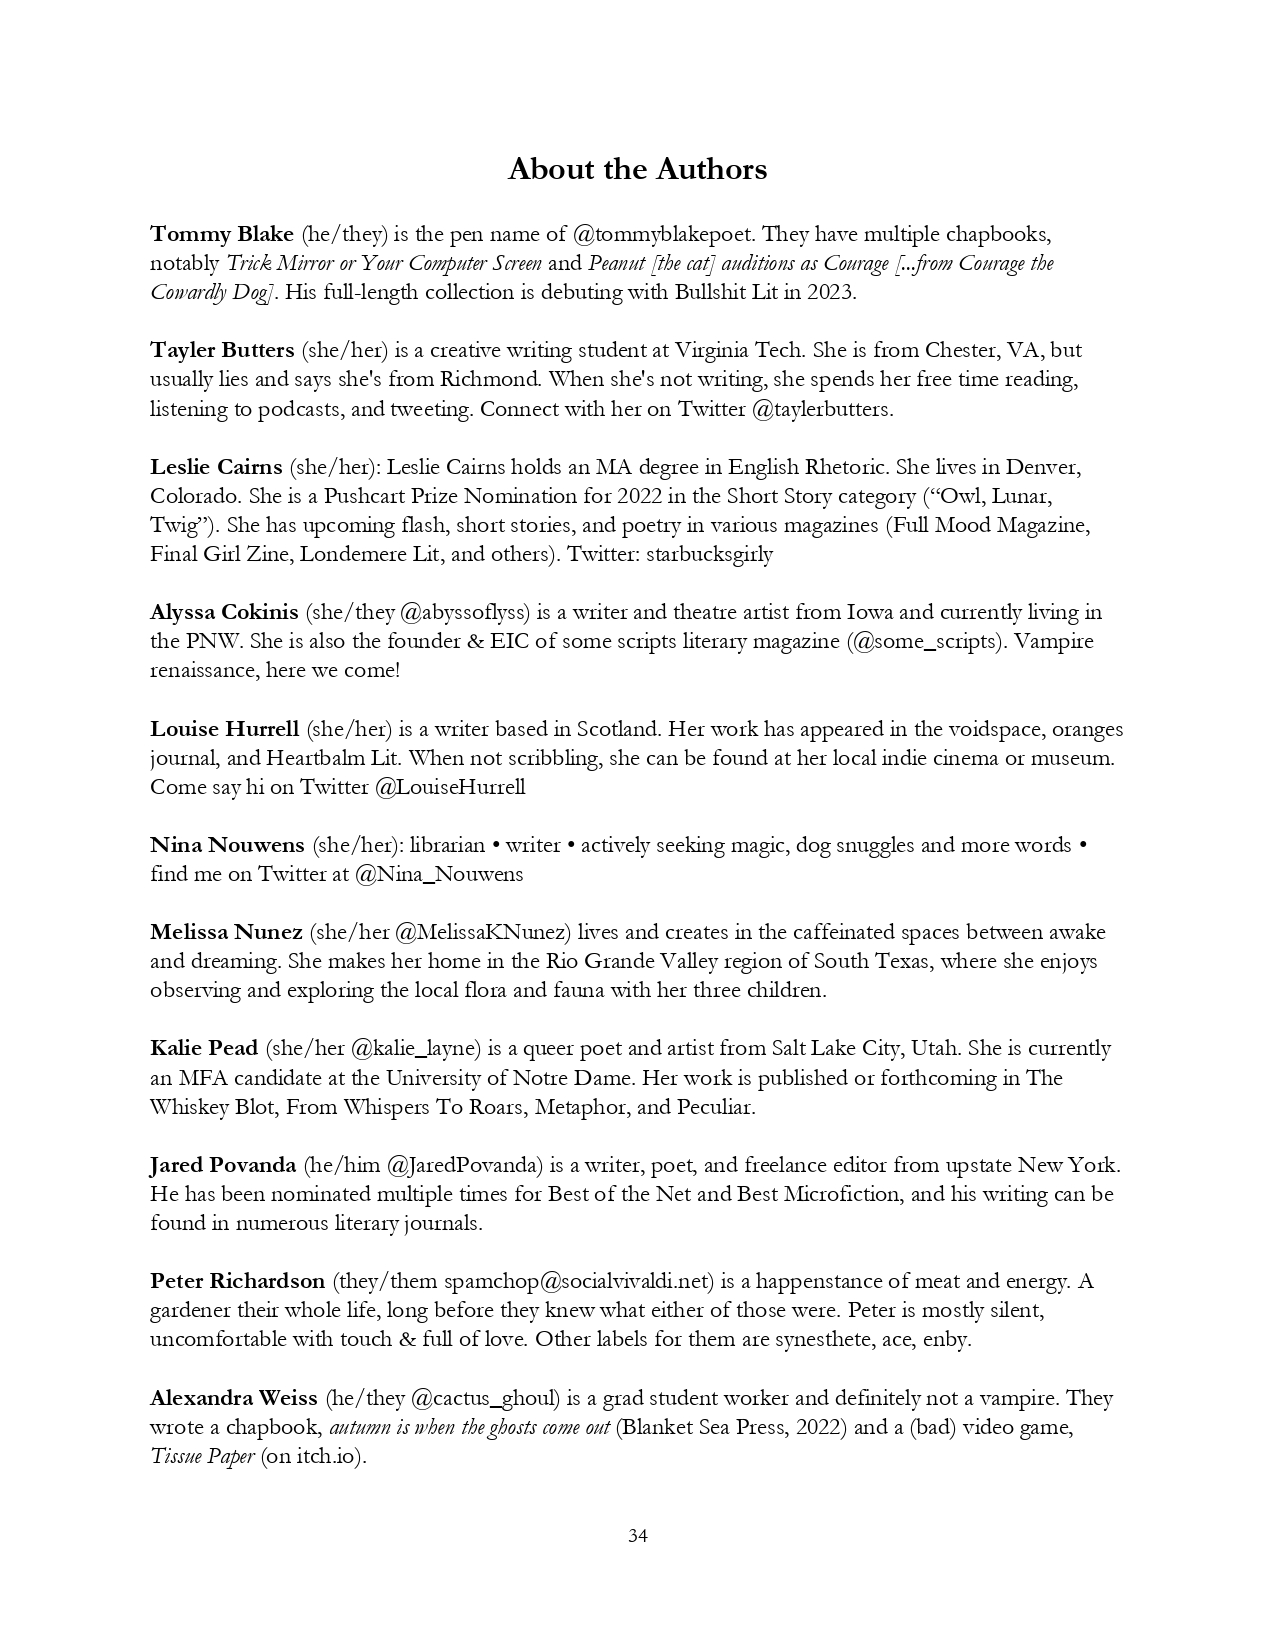 About the Authors
Tommy Blake (he/they) is the pen name of @tommyblakepoet. They have multiple chapbooks,
notably Trick Mirror or Your Computer Screen and Peanut [the cat] auditions as Courage [...from Courage the
Cowardly Dog]. His full-length collection is debuting with Bullshit Lit in 2023.
Tayler Butters (she/her) is a creative writing student at Virginia Tech. She is from Chester, VA, but
usually lies and says she's from Richmond. When she's not writing, she spends her free time reading,
listening to podcasts, and tweeting. Connect with her on Twitter @taylerbutters.
Leslie Cairns (she/her): Leslie Cairns holds an MA degree in English Rhetoric. She lives in Denver,
Colorado. She is a Pushcart Prize Nomination for 2022 in the Short Story category (“Owl, Lunar,
Twig”). She has upcoming flash, short stories, and poetry in various magazines (Full Mood Magazine,
Final Girl Zine, Londemere Lit, and others). Twitter: starbucksgirly
Alyssa Cokinis (she/they @abyssoflyss) is a writer and theatre artist from Iowa and currently living in
the PNW. She is also the founder & EIC of some scripts literary magazine (@some_scripts). Vampire
renaissance, here we come!
Louise Hurrell (she/her) is a writer based in Scotland. Her work has appeared in the voidspace, oranges
journal, and Heartbalm Lit. When not scribbling, she can be found at her local indie cinema or museum.
Come say hi on Twitter @LouiseHurrell
Nina Nouwens (she/her): librarian • writer • actively seeking magic, dog snuggles and more words •
find me on Twitter at @Nina_Nouwens
Melissa Nunez (she/her @MelissaKNunez) lives and creates in the caffeinated spaces between awake
and dreaming. She makes her home in the Rio Grande Valley region of South Texas, where she enjoys
observing and exploring the local flora and fauna with her three children.
Kalie Pead (she/her @kalie_layne) is a queer poet and artist from Salt Lake City, Utah. She is currently
an MFA candidate at the University of Notre Dame. Her work is published or forthcoming in The
Whiskey Blot, From Whispers To Roars, Metaphor, and Peculiar.
Jared Povanda (he/him @JaredPovanda) is a writer, poet, and freelance editor from upstate New York.
He has been nominated multiple times for Best of the Net and Best Microfiction, and his writing can be
found in numerous literary journals.
Peter Richardson (they/them spamchop@socialvivaldi.net) is a happenstance of meat and energy. A
gardener their whole life, long before they knew what either of those were. Peter is mostly silent,
uncomfortable with touch & full of love. Other labels for them are synesthete, ace, enby.
Alexandra Weiss (he/they @cactus_ghoul) is a grad student worker and definitely not a vampire. They
wrote a chapbook, autumn is when the ghosts come out (Blanket Sea Press, 2022) and a (bad) video game,
Tissue Paper (on itch.io).
34